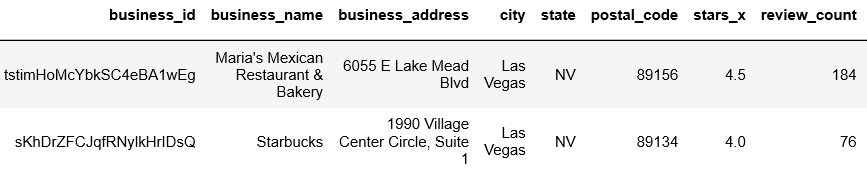 business_id business_name business_address city state postal_code stars_x review_count
tstimHoMcYbkSC4eBA1wEg Maria's Mexican Restaurant & Bakery 6055 E Lake Mead Blvd Las Vegas NV 89156 4.5 184
sKhDrZFCJqfRNylkHrIDsQ Starbucks 1990 Village Center Circle, Suite 1 Las Vegas NV 89134 4.0 76